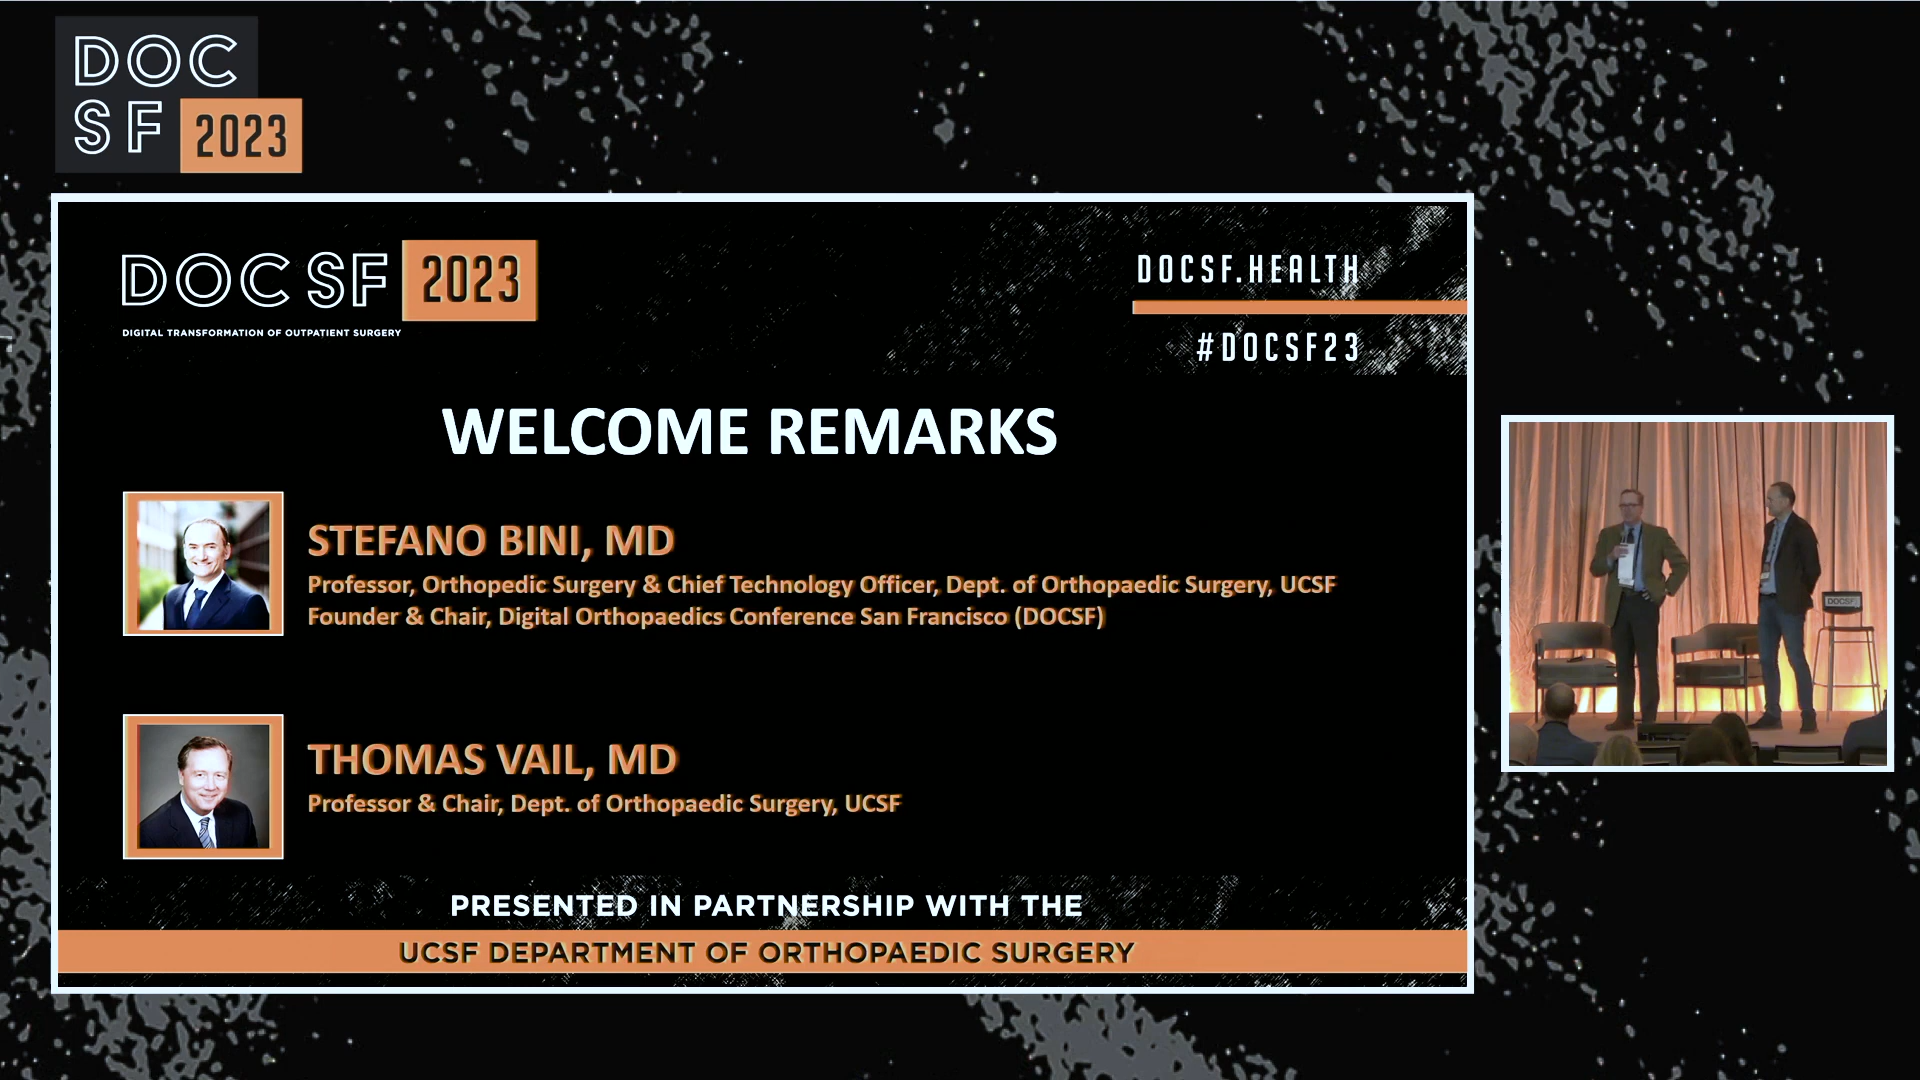 DOC
SF 2023
DOC SF 2023
DIGITAL TRANSFORMATION OF OUTPATIENT SURGERY
DOCSF.HEALTH
#DOCSF23
WELCOME REMARKS
STEFANO BINI, MD
Professor, Orthopedic Surgery & Chief Technology Officer, Dept. of Orthopaedic Surgery, UCSF
Founder & Chair, Digital Orthopaedics Conference San Francisco (DOCSF)
THOMAS VAIL, MD
Professor & Chair, Dept. of Orthopaedic Surgery, UCSF
PRESENTED IN PARTNERSHIP WITH THE
UCSF DEPARTMENT OF ORTHOPAEDIC SURGERY
DOCSF